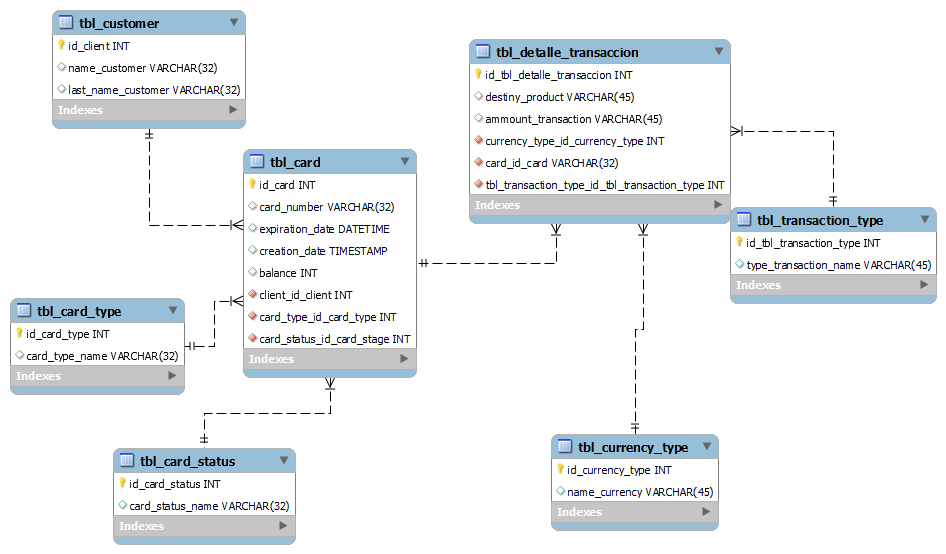 tbl_customer
id_client INT
name_customer VARCHAR(32)
last_name_customer VARCHAR(32)
Indexes
tbl_detalle_transaccion
id_tbl_detalle_transaccion INT
destiny_product VARCHAR(45)
ammount_transaction VARCHAR(45)
currency_type_id_currency_type INT
card_id_card VARCHAR(32)
tbl_transaction_type_id_tbl_transaction_type INT
Indexes
tbl_card
id_card INT
card_number VARCHAR(32)
expiration_date DATETIME
creation_date TIMESTAMP
balance INT
client_id_client INT
card_type_id_card_type INT
card_status_id_card_stage INT
Indexes
tbl_transaction_type
id_tbl_transaction_type INT
type_transaction_name VARCHAR(45)
Indexes
tbl_card_type
id_card_type INT
card_type_name VARCHAR(32)
Indexes
tbl_card_status
id_card_status INT
card_status_name VARCHAR(32)
Indexes
tbl_currency_type
id_currency_type INT
name_currency VARCHAR(45)
Indexes